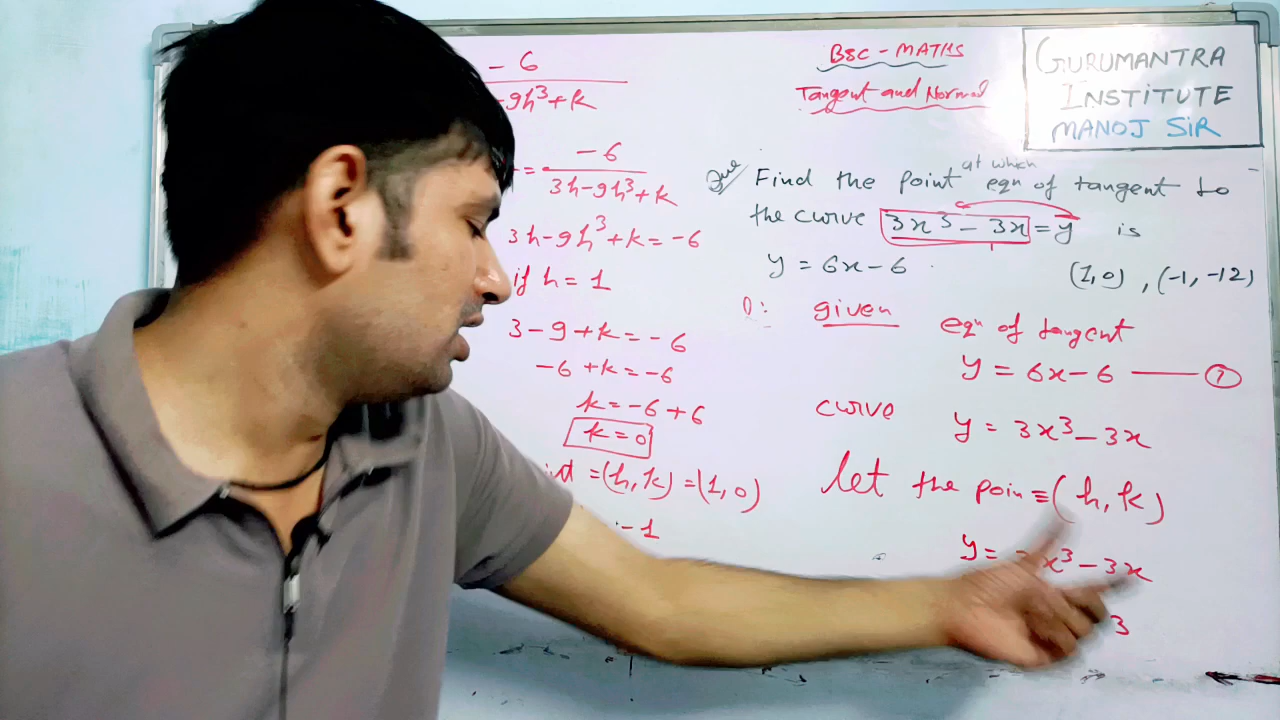 BSC - MATHS
Tangent and Normal
GURUMANTRA
INSTITUTE
MANOJ SIR
Que Find the point at which eqn of tangent to
the curve 3x³ - 3x = y is
y = 6x - 6
(1,0), (-1, -12)
given eqn of tangent
y = 6x - 6 —— ①
curve y = 3x³ - 3x
let the poin ≡ (h, k)
y = x³ - 3x
3
- 6
9h³ + k
= - 6
3h - 9h³ + k
3h - 9h³ + k = -6
if h = 1
3 - 9 + k = -6
-6 + k = -6
k = -6 + 6
k = 0
= (h, k) = (1, 0)
-1